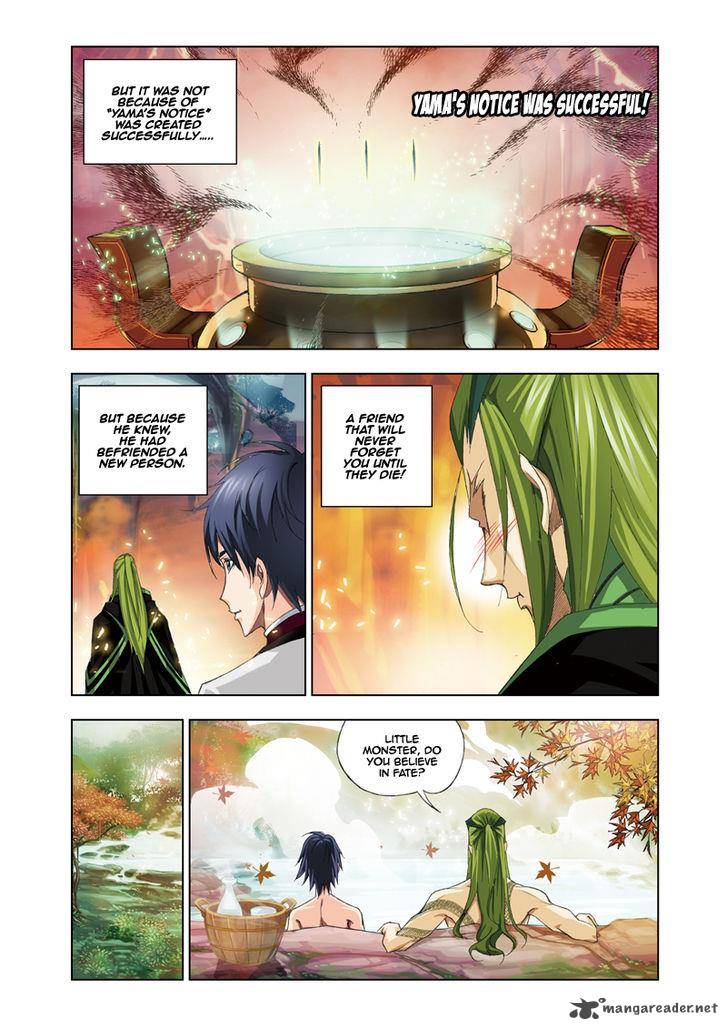 BUT IT WAS NOT
BECAUSE OF
"YAMA'S NOTICE"
WAS CREATED
SUCCESSFULLY.....
YAMA'S NOTICE WAS SUCCESSFUL!
BUT BECAUSE
HE KNEW,
HE HAD
BEFRIENDED A
NEW PERSON.
A FRIEND
THAT WILL
NEVER
FORGET
YOU UNTIL
THEY DIE!
LITTLE
MONSTER, DO
YOU BELIEVE
IN FATE?
mangareader.net